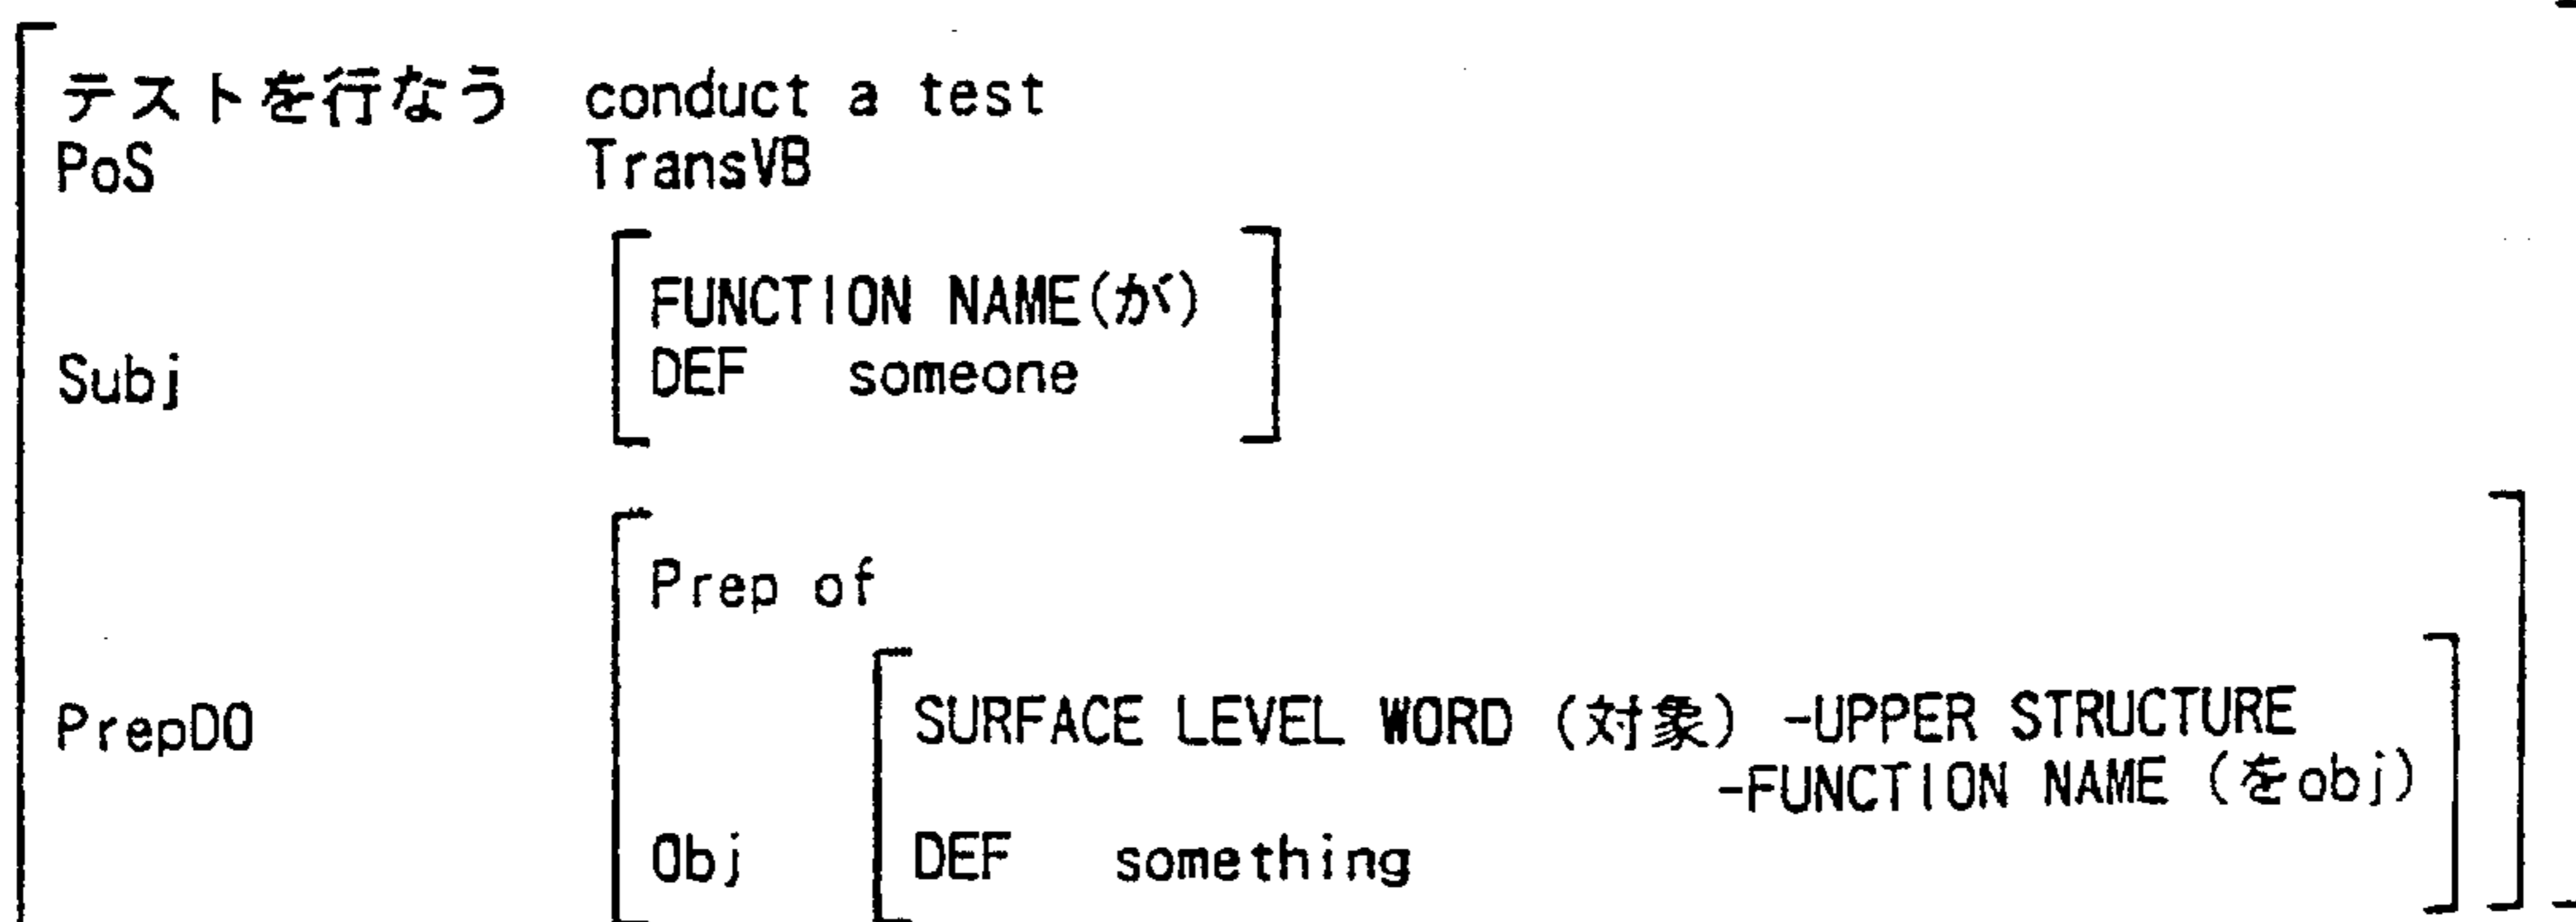 テストを行なう conduct a test
PoS TransVB
FUNCTION NAME(が)
Subj DEF someone
Prep of
PrepDO SURFACE LEVEL WORD (対象) -UPPER STRUCTURE
-FUNCTION NAME (をobj)
Obj DEF something